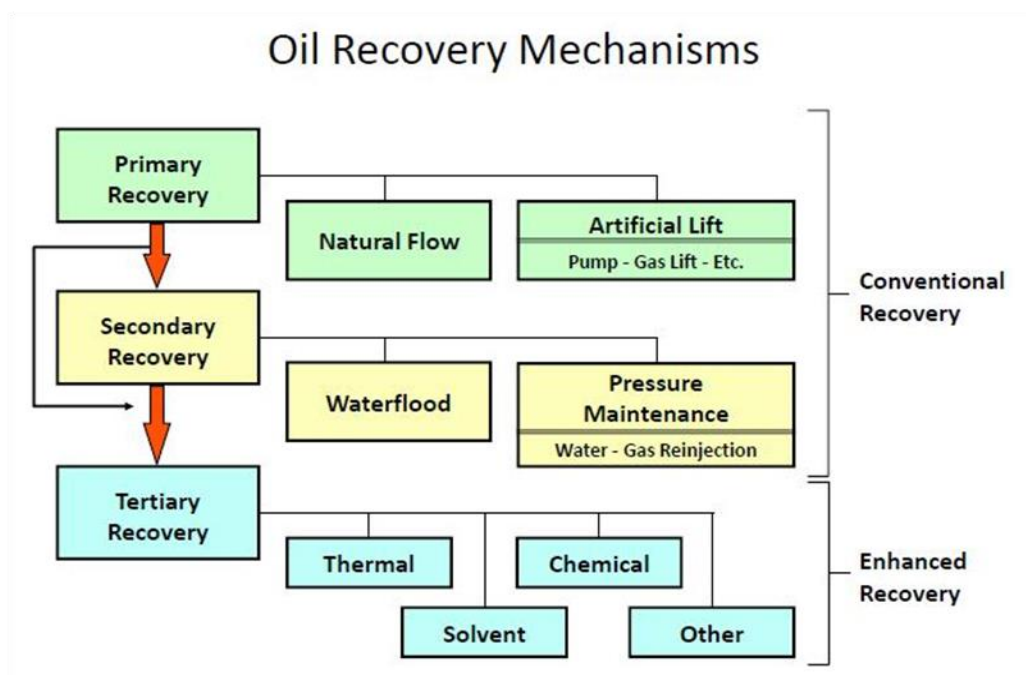 Oil Recovery Mechanisms
Primary
Recovery
Natural Flow
Artificial Lift
Pump - Gas Lift - Etc.
Conventional
Recovery
Secondary
Recovery
Waterflood
Pressure
Maintenance
Water - Gas Reinjection
Tertiary
Recovery
Thermal
Chemical
Solvent
Other
Enhanced
Recovery